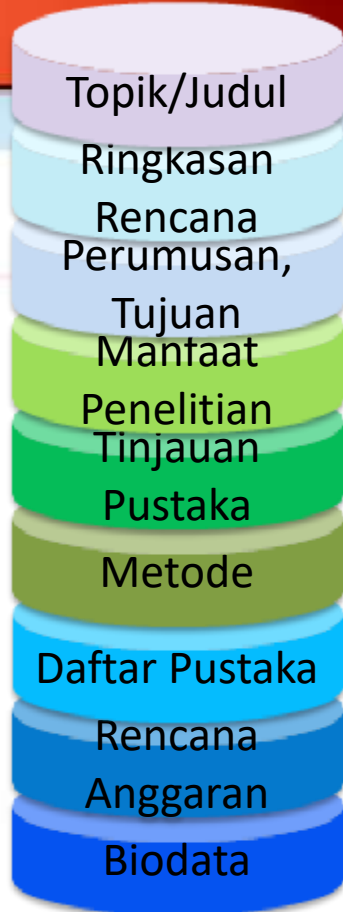 Topik/Judul
Ringkasan
Rencana
Perumusan,
Tujuan
Manfaat
Penelitian
Tinjauan
Pustaka
Metode
Daftar Pustaka
Rencana
Anggaran
Biodata